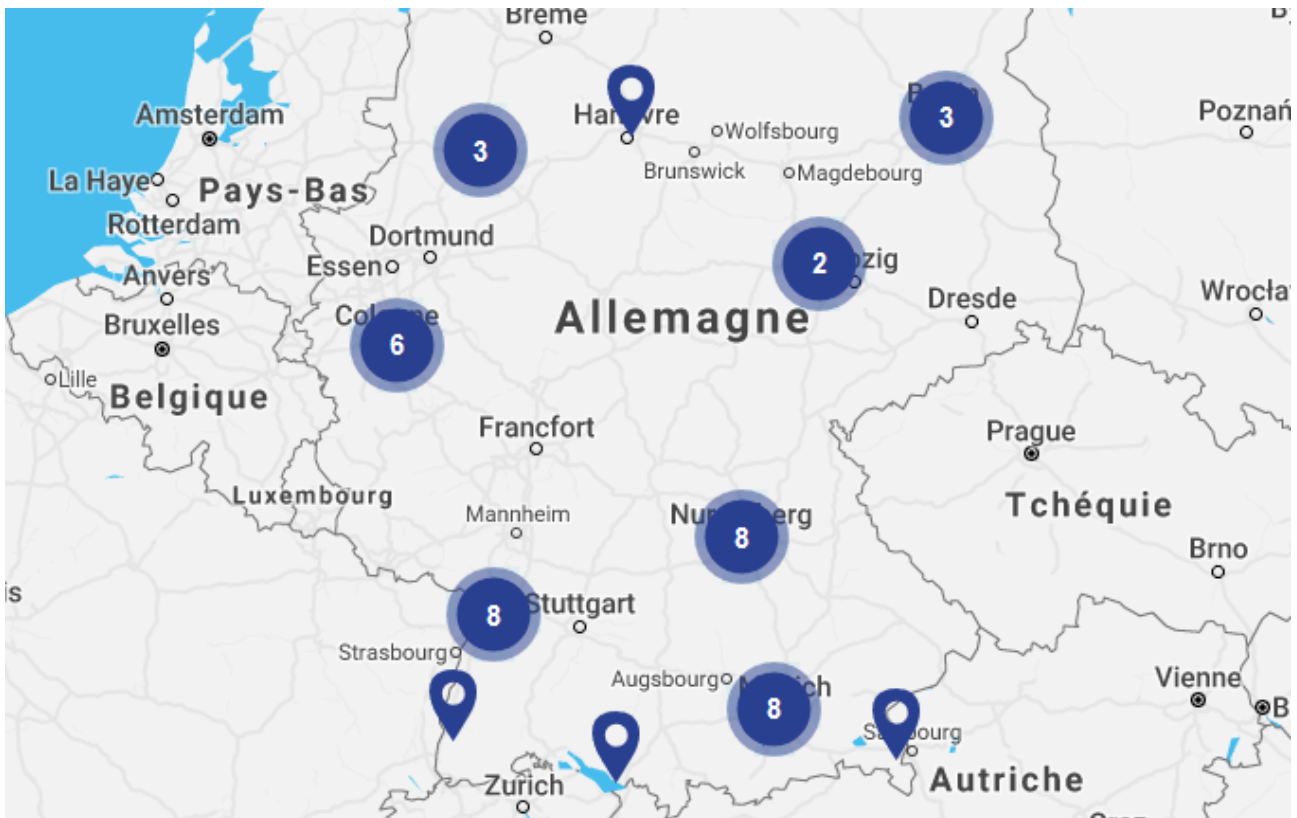 Breme
Amsterdam
Poznań
3
3
Wolfsbourg
Brunswick
Magdebourg
La Haye
Pays-Bas
Rotterdam
Dortmund
Essen
2
Anvers
Dresde
Allemagne
Bruxelles
6
Lille
Belgique
Francfort
Prague
Luxembourg
Tchéquie
Mannheim
8
Brno
8
Stuttgart
Strasbourg
Augsbourg
Vienne
8
Autriche
Zurich